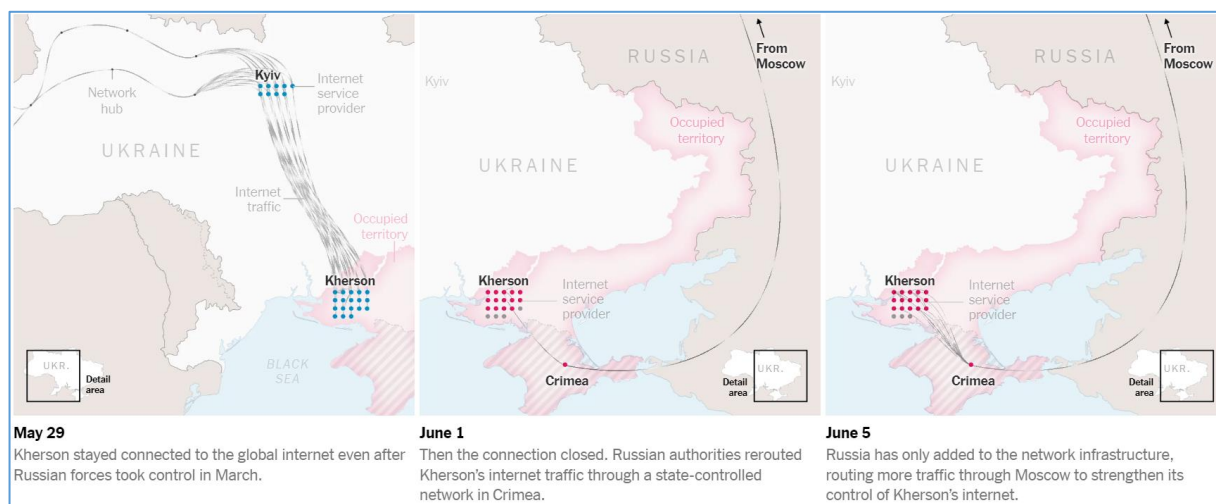 Kyiv
Internet
service
provider
Network
hub
UKRAINE
Internet
traffic
Occupied
territory
Kherson
BLACK
SEA
UKR.
Detail
area
May 29
Kherson stayed connected to the global internet even after
Russian forces took control in March.
From
Moscow
RUSSIA
Kyiv
Occupied
territory
UKRAINE
Kherson
Internet
service
provider
Crimea
UKR.
Detail
area
June 1
Then the connection closed. Russian authorities rerouted
Kherson’s internet traffic through a state-controlled
network in Crimea.
From
Moscow
RUSSIA
Kyiv
Occupied
territory
UKRAINE
Kherson
Internet
service
provider
Crimea
UKR.
Detail
area
June 5
Russia has only added to the network infrastructure,
routing more traffic through Moscow to strengthen its
control of Kherson’s internet.